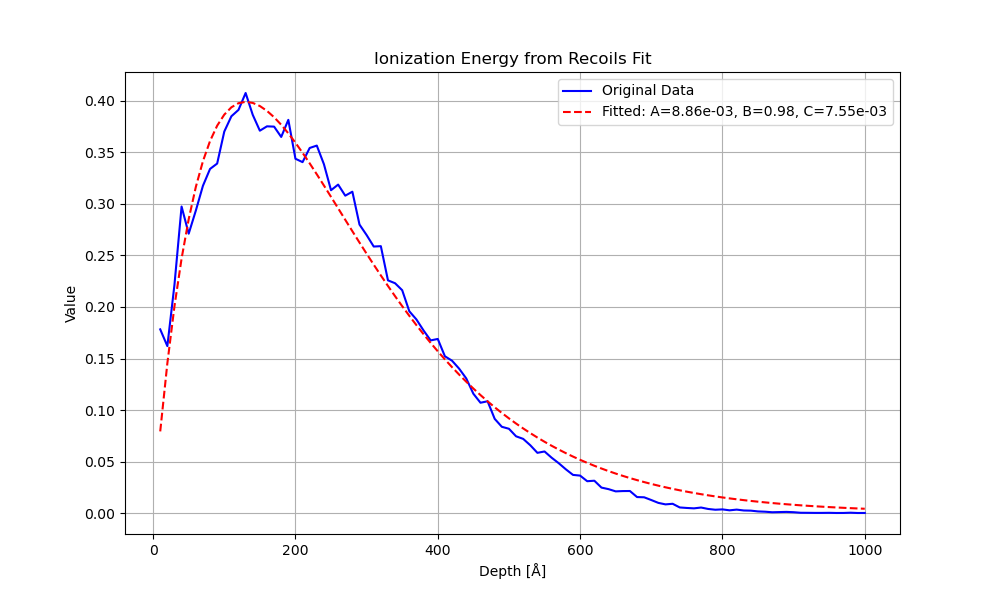 Ionization Energy from Recoils Fit
Original Data
Fitted: A=8.86e-03, B=0.98, C=7.55e-03
Value
0.40
0.35
0.30
0.25
0.20
0.15
0.10
0.05
0.00
0 200 400 600 800 1000
Depth [Å]